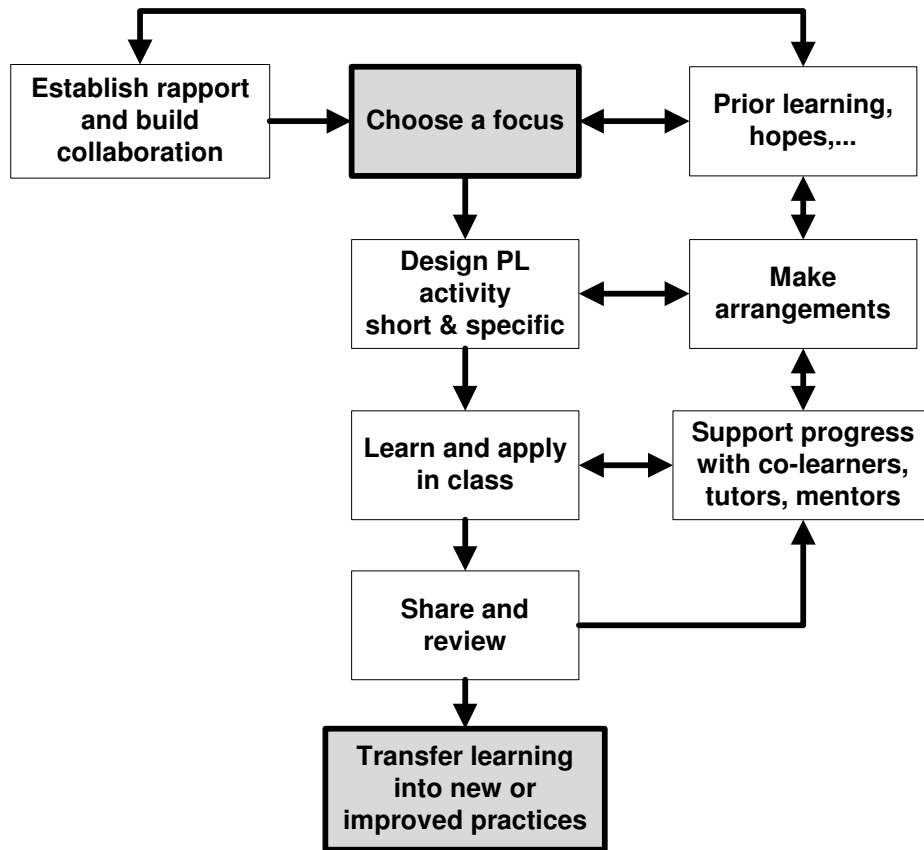 Establish rapport
and build
collaboration
Choose a focus
Prior learning,
hopes,...
Design PL
activity
short & specific
Make
arrangements
Learn and apply
in class
Support progress
with co-learners,
tutors, mentors
Share and
review
Transfer learning
into new or
improved practices